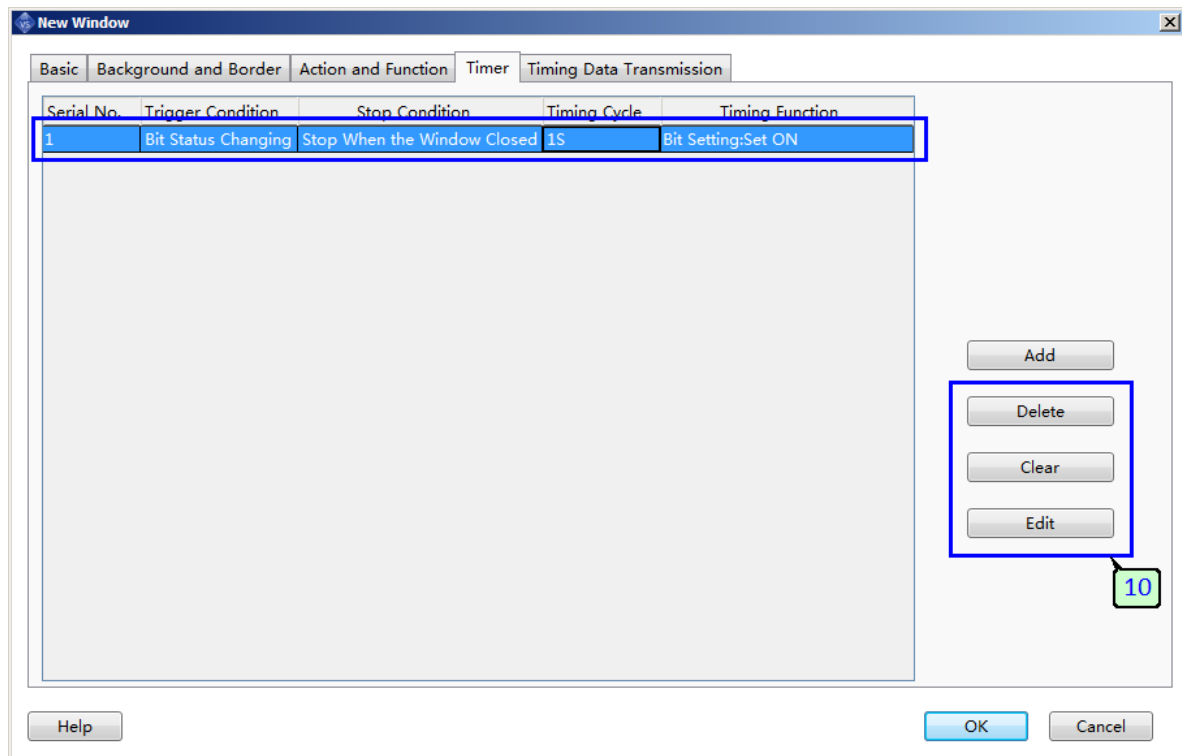 VS New Window
Basic Background and Border Action and Function Timer Timing Data Transmission
Serial No. Trigger Condition Stop Condition Timing Cycle Timing Function
1 Bit Status Changing Stop When the Window Closed 1S Bit Setting:Set ON
Add
Delete
Clear
Edit
10
Help OK Cancel